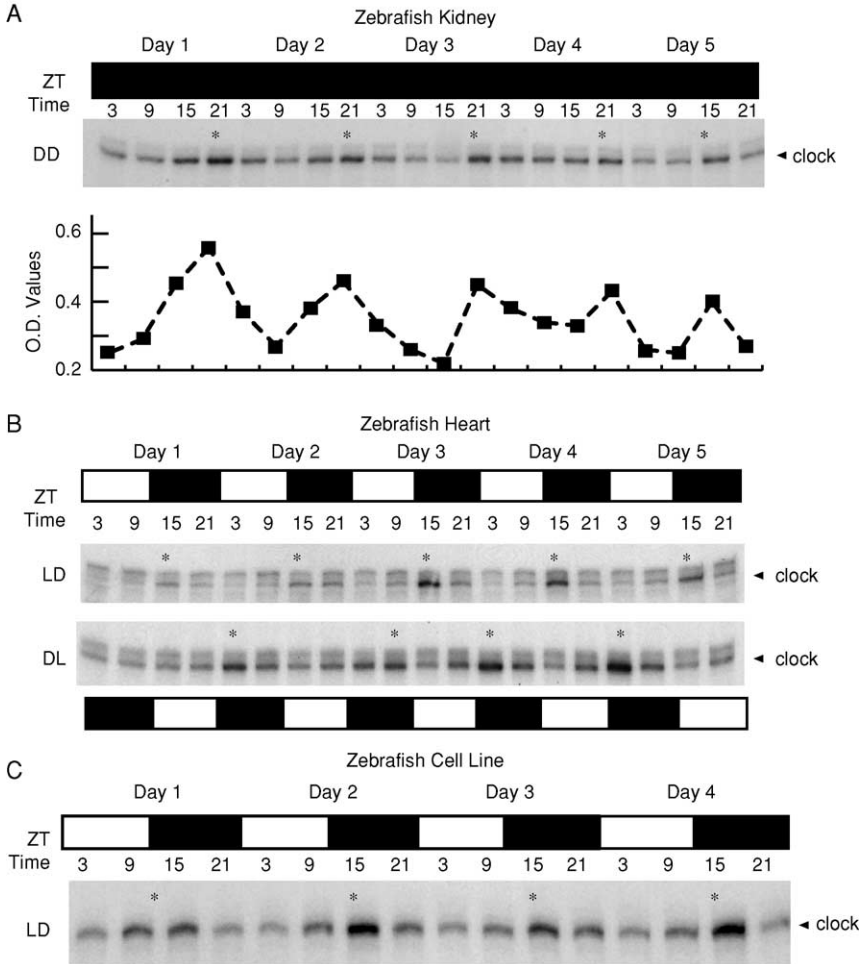 A
Zebrafish Kidney
Day 1 Day 2 Day 3 Day 4 Day 5
ZT
Time 3 9 15 21 3 9 15 21 3 9 15 21 3 9 15 21 3 9 15 21
* * * * *
DD clock
O.D. Values
0.6
0.4
0.2
B
Zebrafish Heart
Day 1 Day 2 Day 3 Day 4 Day 5
ZT
Time 3 9 15 21 3 9 15 21 3 9 15 21 3 9 15 21 3 9 15 21
* * * * *
LD clock
* * * *
DL clock
C
Zebrafish Cell Line
Day 1 Day 2 Day 3 Day 4
ZT
Time 3 9 15 21 3 9 15 21 3 9 15 21 3 9 15 21
* * * *
LD clock